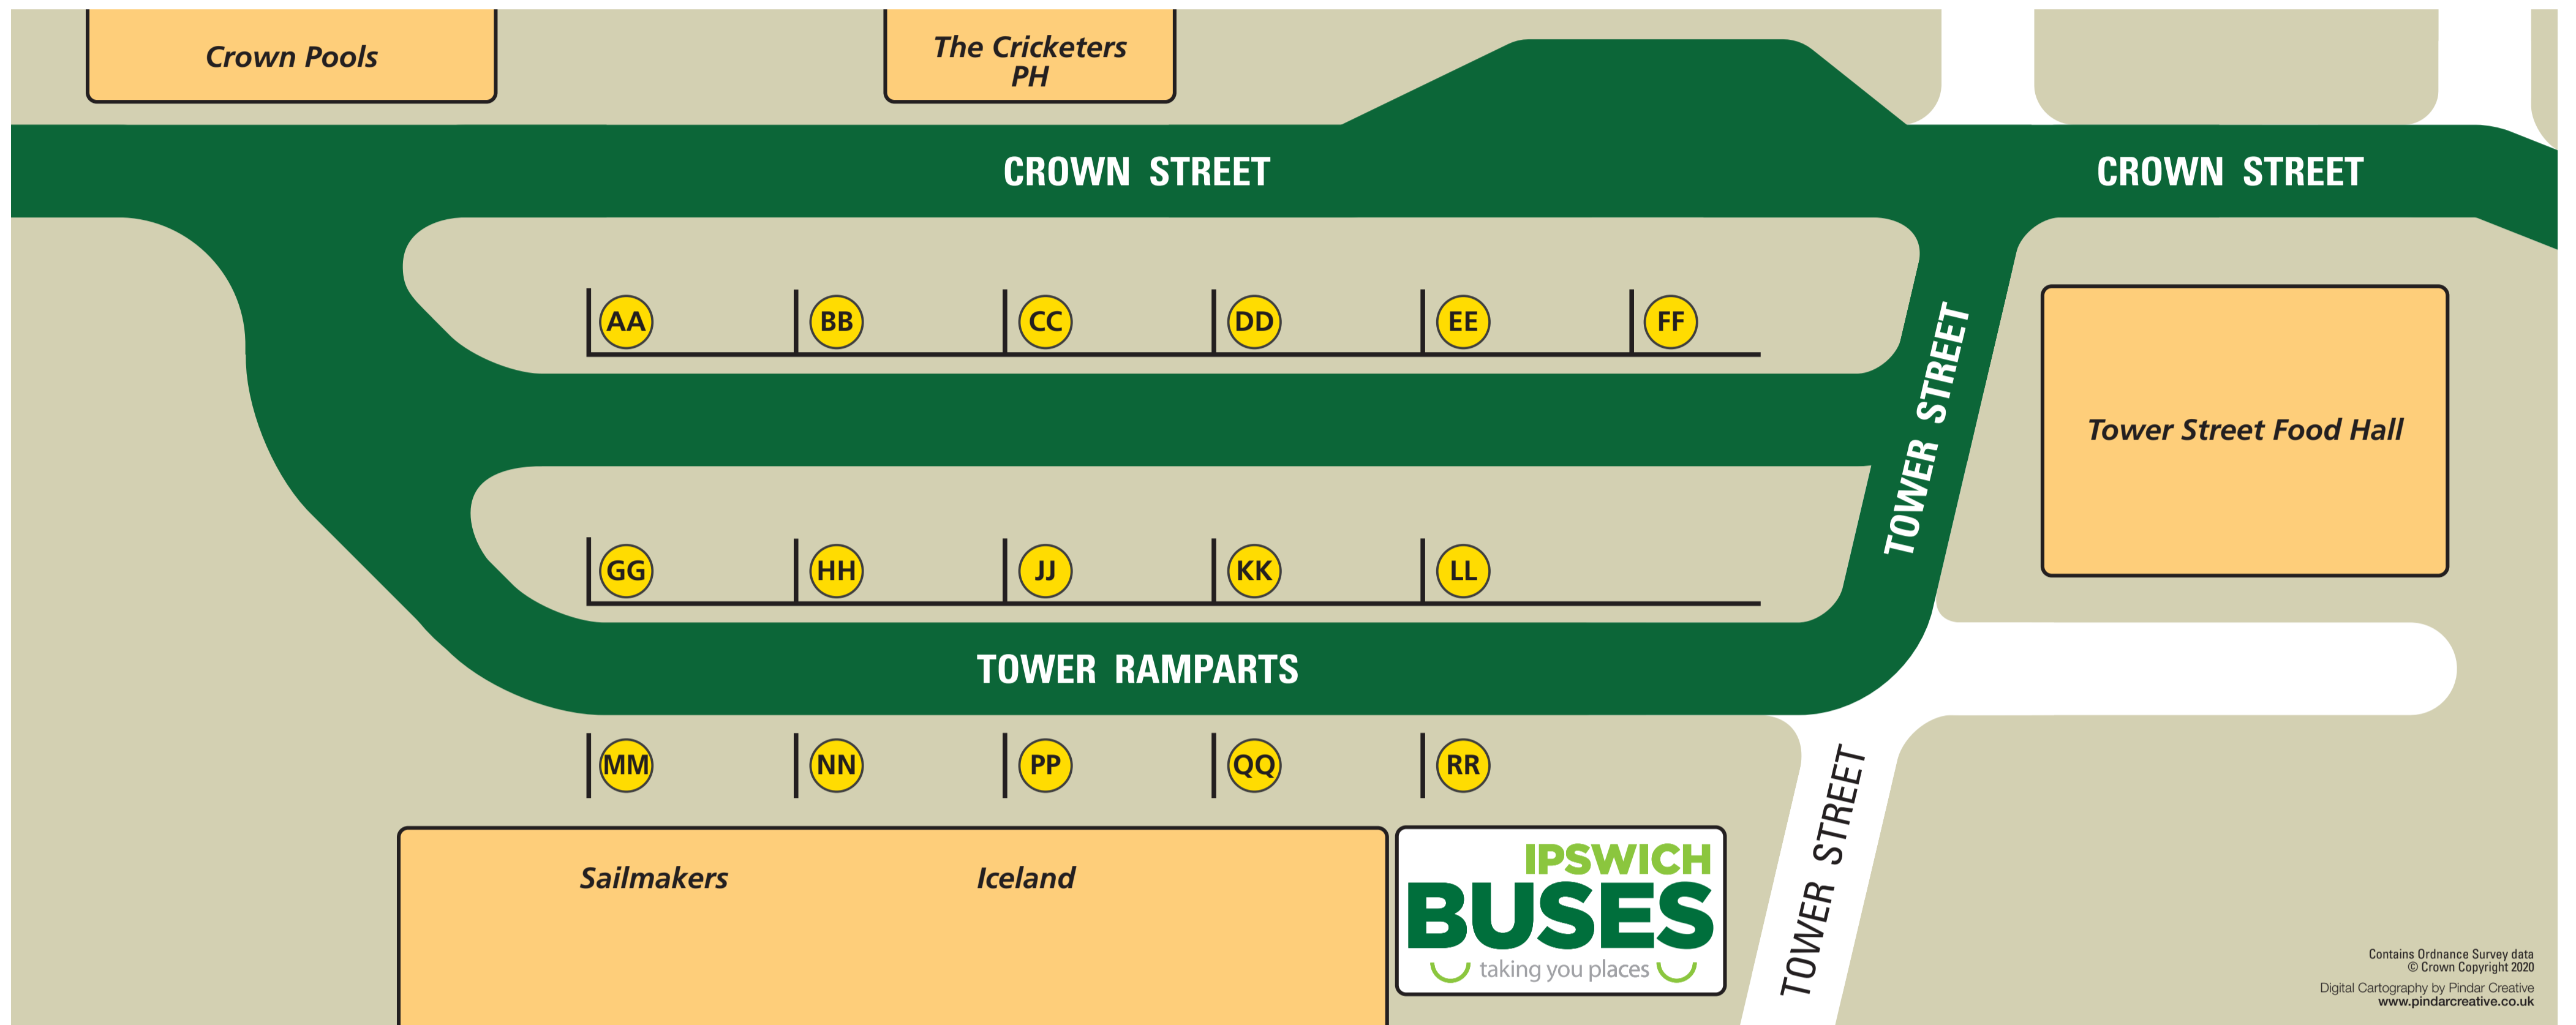 Crown Pools
The Cricketers
PH
CROWN STREET
CROWN STREET
AA
BB
CC
DD
EE
FF
TOWER STREET
Tower Street Food Hall
GG
HH
JJ
KK
LL
TOWER RAMPARTS
MM
NN
PP
QQ
RR
TOWER STREET
Sailmakers
Iceland
IPSWICH
BUSES
taking you places
Contains Ordnance Survey data
© Crown Copyright 2020
Digital Cartography by Pindar Creative
www.pindarcreative.co.uk